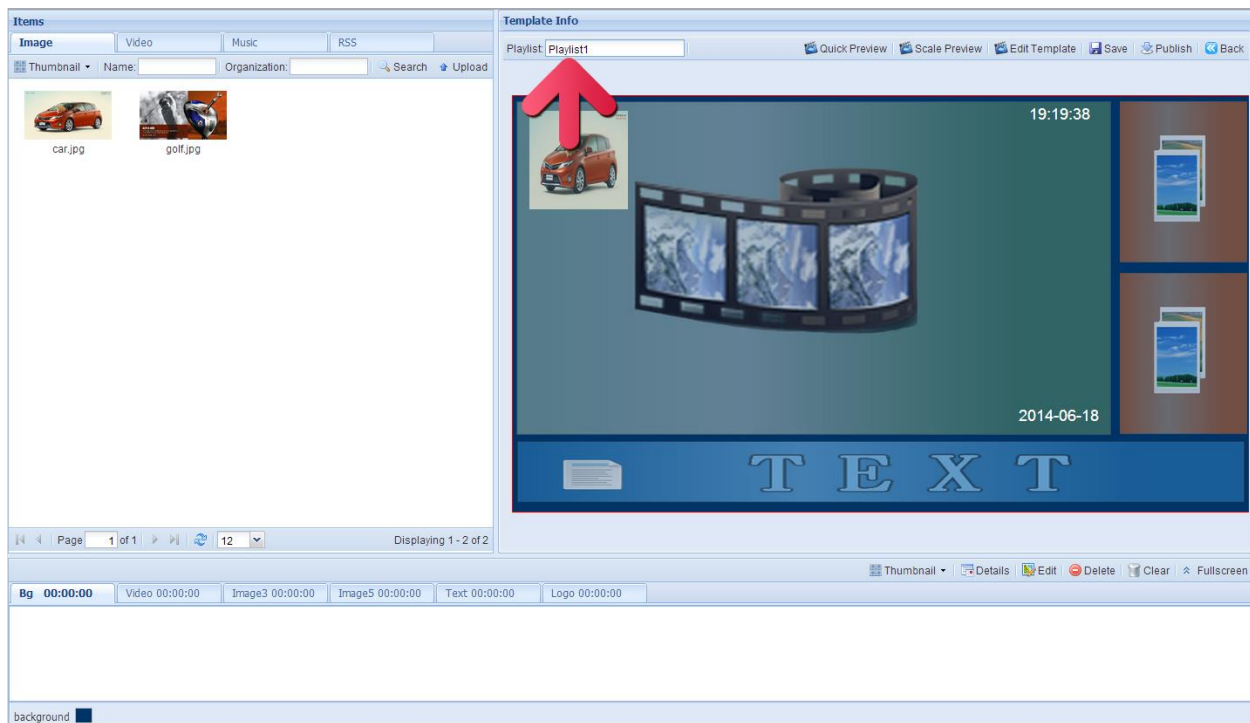 Items
Image Video Music RSS
Thumbnail Name: Organization: Search Upload
car.jpg golf.jpg
Page 1 of 1 12 Displaying 1 - 2 of 2
Template Info
Playlist: Playlist1 Quick Preview Scale Preview Edit Template Save Publish Back
19:19:38
2014-06-18
TEXT
Thumbnail Details Edit Delete Clear Fullscreen
Bg 00:00:00 Video 00:00:00 Image3 00:00:00 Image5 00:00:00 Text 00:00:00 Logo 00:00:00
background